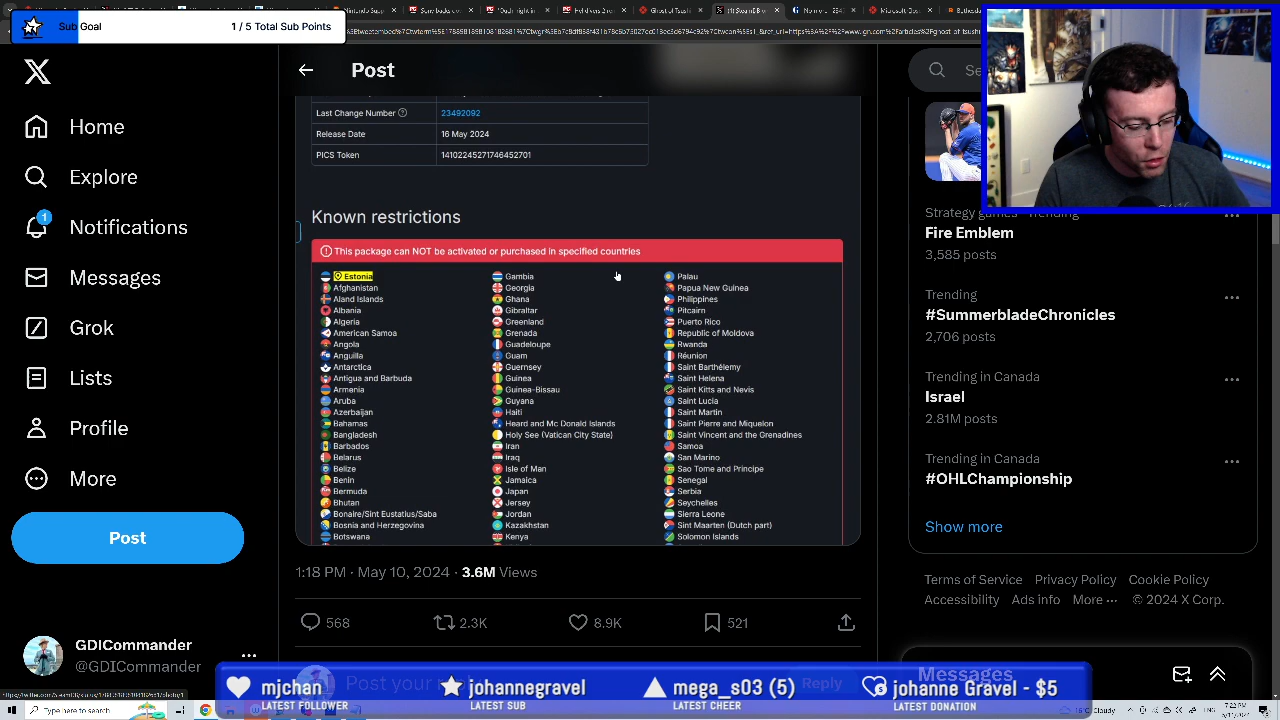 Sub Goal
1 / 5 Total Sub Points
Post
Home
Explore
1
Notifications
Messages
Grok
Lists
Profile
More
Post
GDICommander
@GDICommander
Last Change Number
23492092
Release Date
16 May 2024
PICS Token
14102245271746452701
Known restrictions
This package can NOT be activated or purchased in specified countries
Estonia
Afghanistan
Aland Islands
Albania
Algeria
American Samoa
Angola
Anguilla
Antarctica
Antigua and Barbuda
Armenia
Aruba
Azerbaijan
Bahamas
Bangladesh
Barbados
Belarus
Belize
Benin
Bermuda
Bhutan
Bonaire/Sint Eustatius/Saba
Bosnia and Herzegovina
Botswana
Gambia
Georgia
Ghana
Gibraltar
Greenland
Grenada
Guadeloupe
Guam
Guernsey
Guinea
Guinea-Bissau
Guyana
Haiti
Heard and Mc Donald Islands
Holy See (Vatican City State)
Iran
Iraq
Isle of Man
Jamaica
Japan
Jersey
Jordan
Kazakhstan
Kenya
Palau
Papua New Guinea
Philippines
Pitcairn
Puerto Rico
Republic of Moldova
Rwanda
Réunion
Saint Barthélemy
Saint Helena
Saint Kitts and Nevis
Saint Lucia
Saint Martin
Saint Pierre and Miquelon
Saint Vincent and the Grenadines
Samoa
San Marino
Sao Tome and Principe
Senegal
Serbia
Seychelles
Sierra Leone
Sint Maarten (Dutch part)
Solomon Islands
1:18 PM · May 10, 2024 · 3.6M Views
568
2.3K
8.9K
521
Post your
Reply
Se
Strategy games · Trending
Fire Emblem
3,585 posts
Trending
#SummerbladeChronicles
2,706 posts
Trending in Canada
Israel
2.81M posts
Trending in Canada
#OHLChampionship
Show more
Terms of Service Privacy Policy Cookie Policy
Accessibility Ads info More ··· © 2024 X Corp.
Messages
mjchan
LATEST FOLLOWER
johannegravel
LATEST SUB
mega_s03 (5)
LATEST CHEER
johanne Gravel - $5
LATEST DONATION
Type here to search
Cloudy